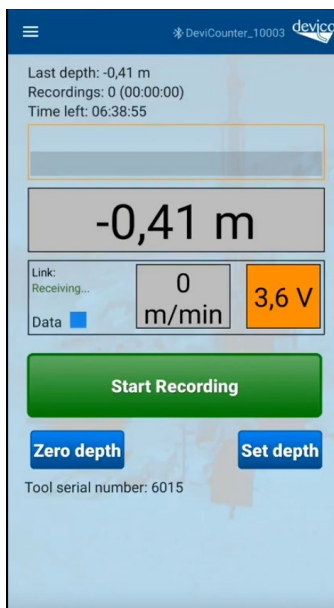 DeviCounter_10003
devico
Last depth: -0,41 m
Recordings: 0 (00:00:00)
Time left: 06:38:55
-0,41 m
Link:
Receiving...
Data
0
m/min
3,6 V
Start Recording
Zero depth
Set depth
Tool serial number: 6015